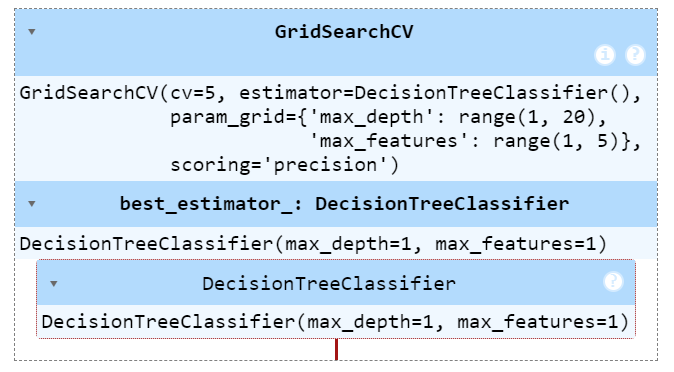 GridSearchCV
i ?
GridSearchCV(cv=5, estimator=DecisionTreeClassifier(),
param_grid={'max_depth': range(1, 20),
'max_features': range(1, 5)},
scoring='precision')
best_estimator_: DecisionTreeClassifier
DecisionTreeClassifier(max_depth=1, max_features=1)
DecisionTreeClassifier ?
DecisionTreeClassifier(max_depth=1, max_features=1)